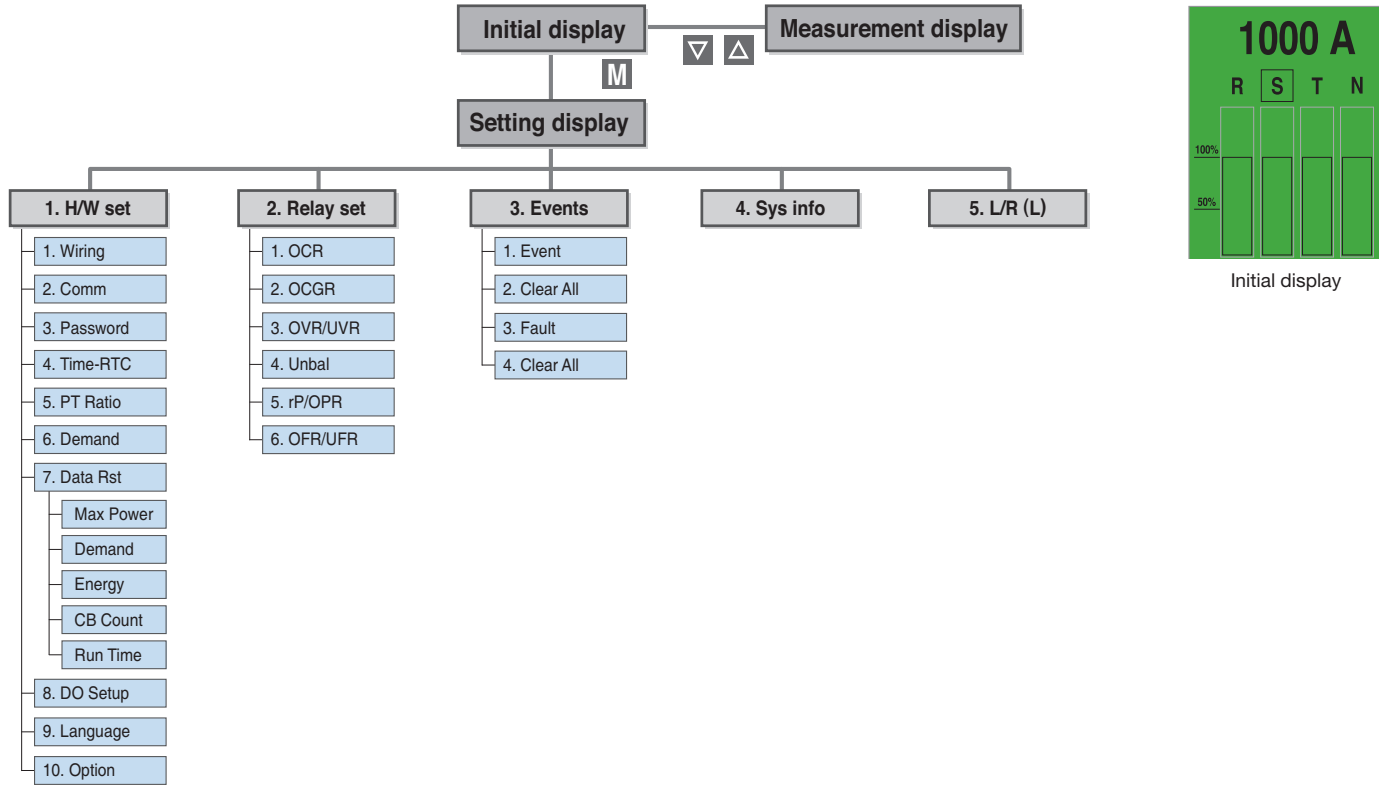 Initial display
Measurement display
M
Setting display
1. H/W set
1. Wiring
2. Comm
3. Password
4. Time-RTC
5. PT Ratio
6. Demand
7. Data Rst
Max Power
Demand
Energy
CB Count
Run Time
8. DO Setup
9. Language
10. Option
2. Relay set
1. OCR
2. OCGR
3. OVR/UVR
4. Unbal
5. rP/OPR
6. OFR/UFR
3. Events
1. Event
2. Clear All
3. Fault
4. Clear All
4. Sys info
5. L/R (L)
1000 A
R S T N
100%
50%
Initial display